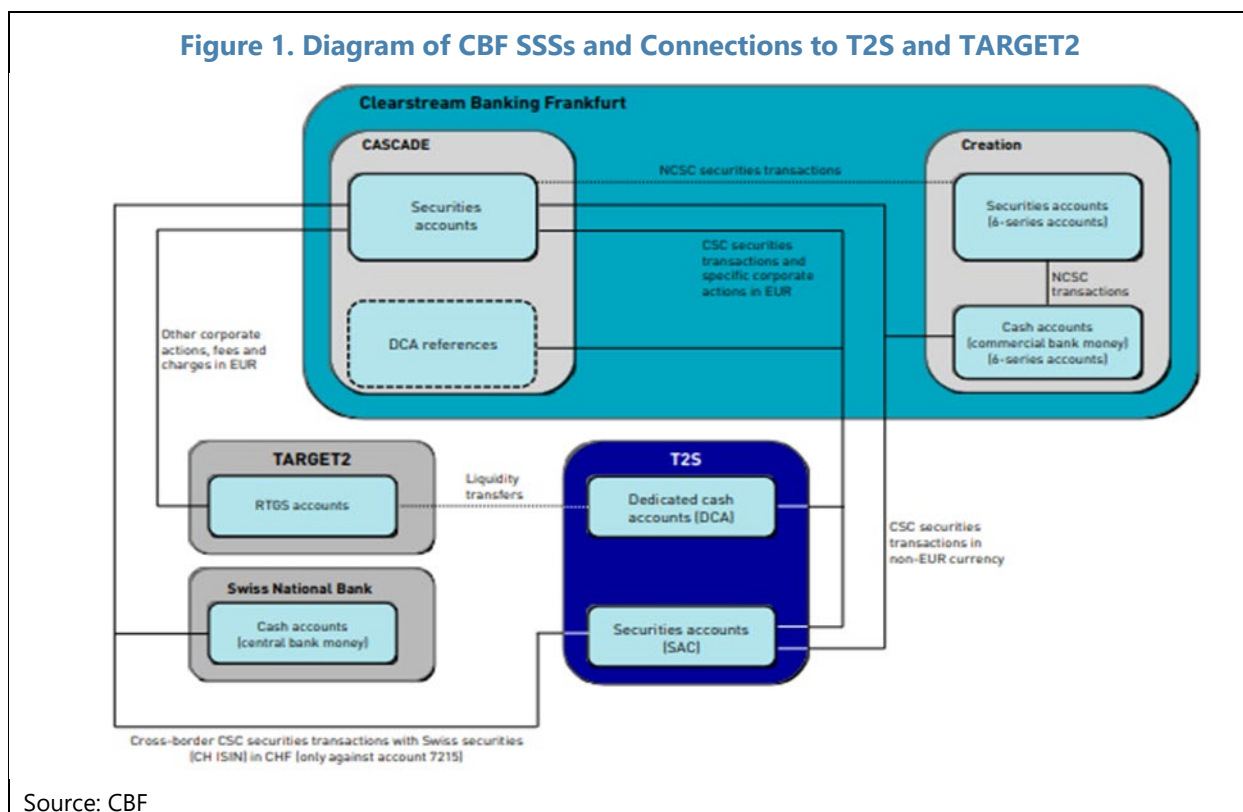 Figure 1. Diagram of CBF SSSs and Connections to T2S and TARGET2
Clearstream Banking Frankfurt
CASCADE
Creation
NCSC securities transactions
Securities
accounts
Securities accounts
(6-series accounts)
CSC securities
transactions and
specific corporate
actions in EUR
NCSC
transactions
Other corporate
actions, fees and
charges in EUR
DCA references
Cash accounts
(commercial bank money)
(6-series accounts)
TARGET2
T2S
Liquidity
transfers
RTGS accounts
Dedicated cash
accounts (DCA)
CSC securities
transactions in
non-EUR currency
Swiss National Bank
Cash accounts
(central bank money)
Securities accounts
(SAC)
Cross-border CSC securities transactions with Swiss securities
(CH ISIN) in CHF (only against account 7215)
Source: CBF